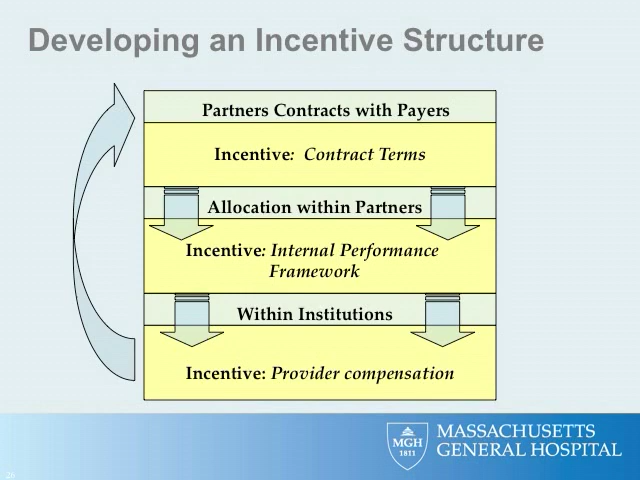 Developing an Incentive Structure
Partners Contracts with Payers
Incentive: Contract Terms
Allocation within Partners
Incentive: Internal Performance
Framework
Within Institutions
Incentive: Provider compensation
MGH
1811
MASSACHUSETTS
GENERAL HOSPITAL
26